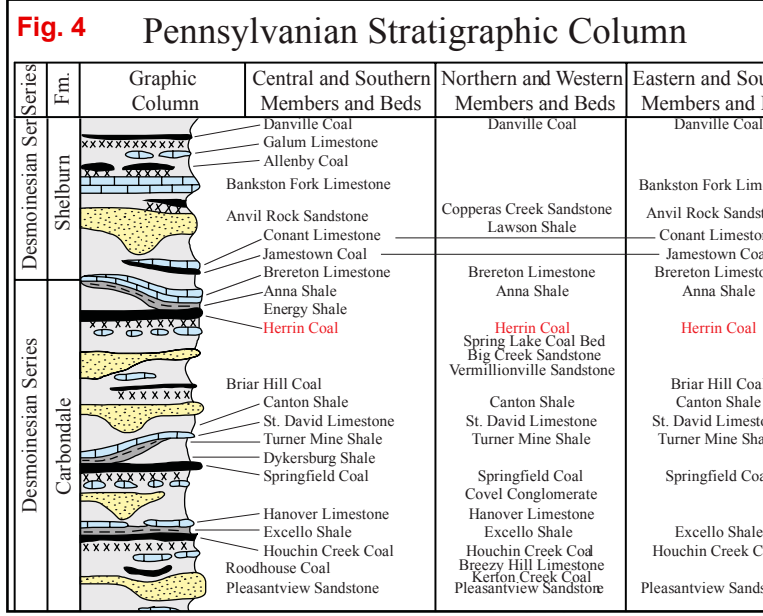 Fig. 4
Pennsylvanian Stratigraphic Column
Series
Fm.
Graphic
Column
Central and Southern
Members and Beds
Northern and Western
Members and Beds
Eastern and Sou
Members and
Desmoinesian Ser
Shelburn
Desmoinesian Series
Carbondale
Danville Coal
Galum Limestone
Allenby Coal
Bankston Fork Limestone
Anvil Rock Sandstone
Conant Limestone
Jamestown Coal
Brereton Limestone
Anna Shale
Energy Shale
Herrin Coal
Briar Hill Coal
Canton Shale
St. David Limestone
Turner Mine Shale
Dykersburg Shale
Springfield Coal
Hanover Limestone
Excello Shale
Houchin Creek Coal
Roodhouse Coal
Pleasantview Sandstone
Danville Coal
Copperas Creek Sandstone
Lawson Shale
Brereton Limestone
Anna Shale
Herrin Coal
Spring Lake Coal Bed
Big Creek Sandstone
Vermillionville Sandstone
Canton Shale
St. David Limestone
Turner Mine Shale
Springfield Coal
Covel Conglomerate
Hanover Limestone
Excello Shale
Houchin Creek Coal
Breezy Hill Limestone
Kerton Creek Coal
Pleasantview Sandstone
Danville Coal
Bankston Fork Lim
Anvil Rock Sandst
Conant Limesto
Jamestown Coa
Brereton Limesto
Anna Shale
Herrin Coal
Briar Hill Coa
Canton Shale
St. David Limesto
Turner Mine Sha
Springfield Coa
Excello Shale
Houchin Creek C
Pleasantview Sands